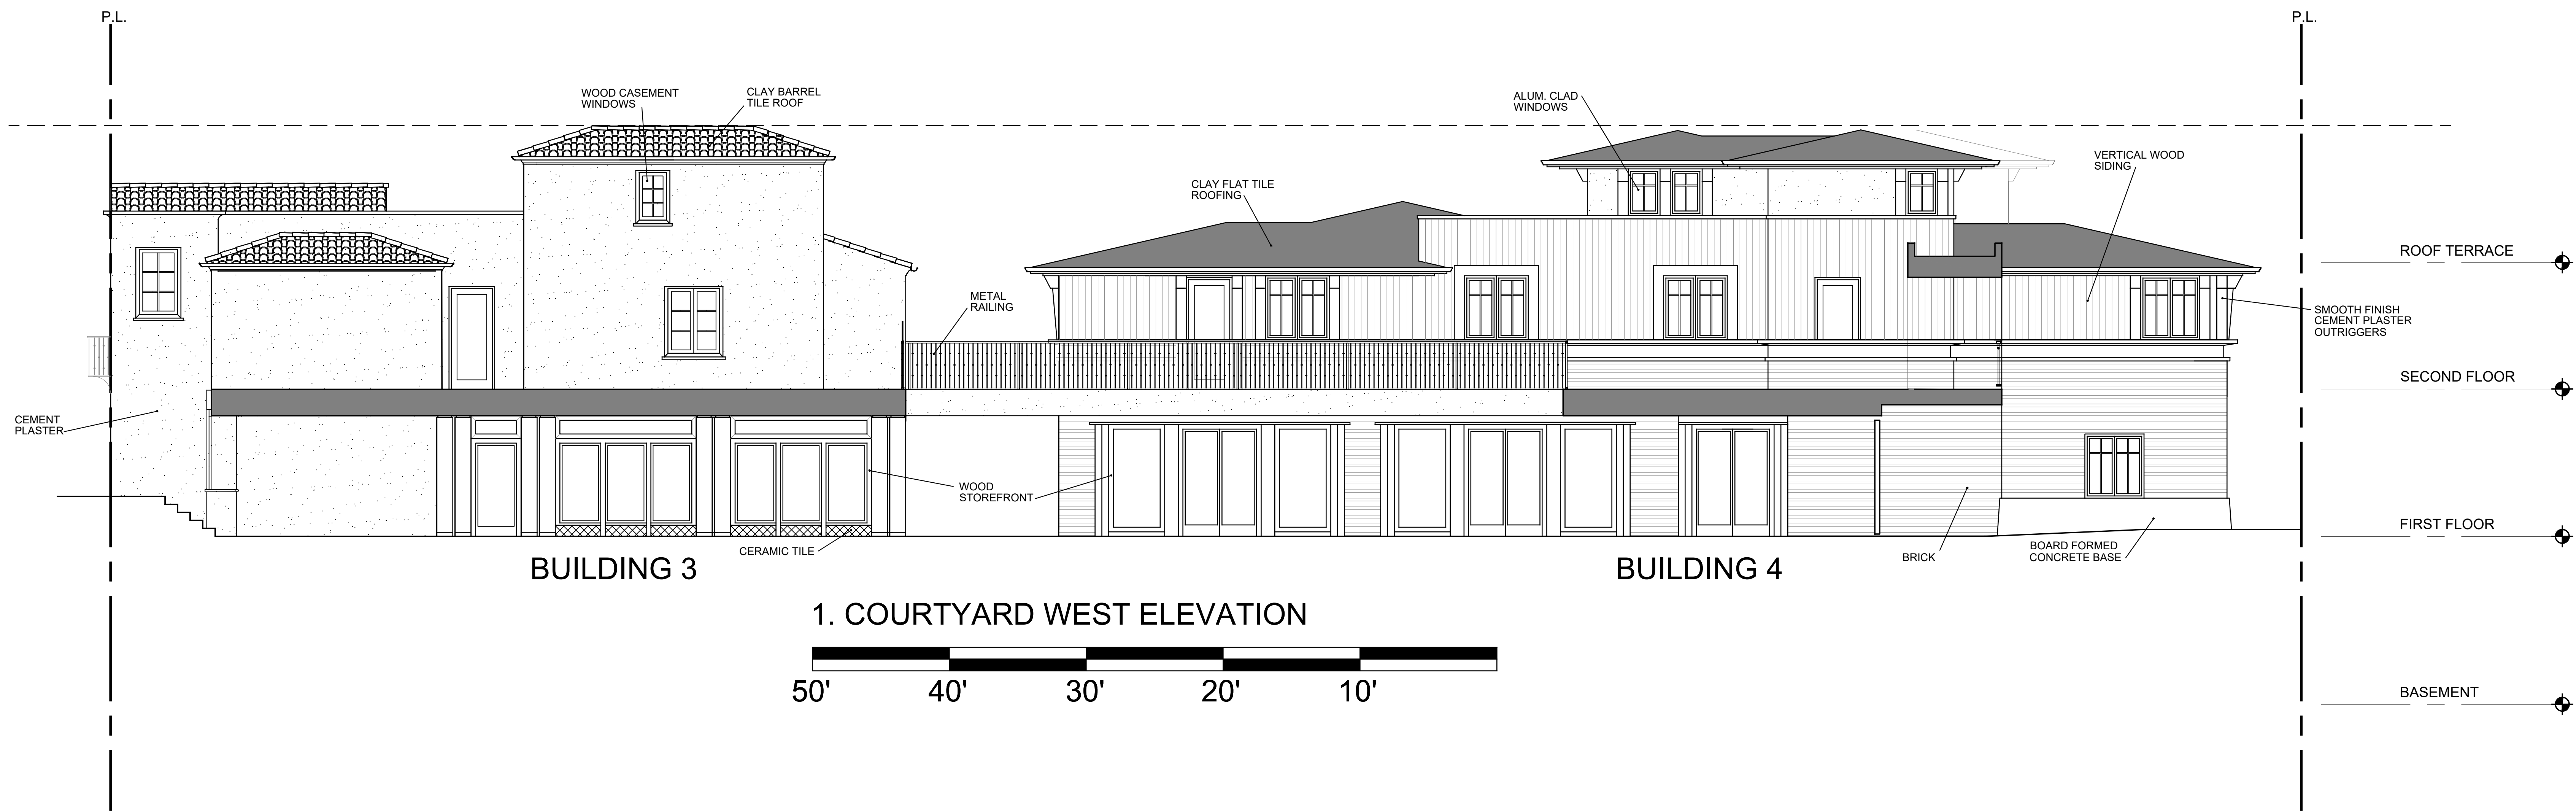 P.L.
P.L.
WOOD CASEMENT
WINDOWS
CLAY BARREL
TILE ROOF
ALUM. CLAD
WINDOWS
VERTICAL WOOD
SIDING
CLAY FLAT TILE
ROOFING
ROOF TERRACE
METAL
RAILING
SMOOTH FINISH
CEMENT PLASTER
OUTRIGGERS
SECOND FLOOR
CEMENT
PLASTER
WOOD
STOREFRONT
FIRST FLOOR
CERAMIC TILE
BRICK
BOARD FORMED
CONCRETE BASE
BUILDING 3
BUILDING 4
1. COURTYARD WEST ELEVATION
50' 40' 30' 20' 10'
BASEMENT